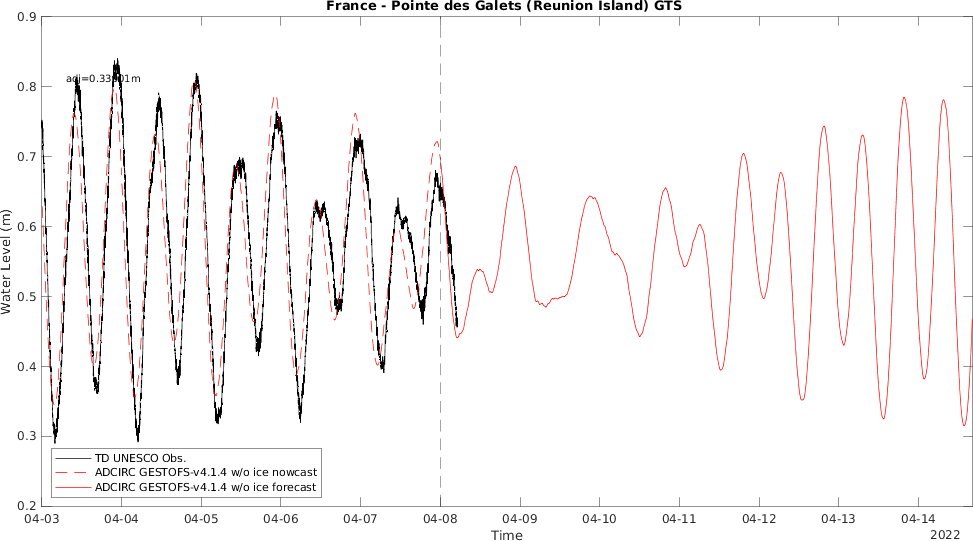 France - Pointe des Galets (Reunion Island) GTS
0.9
0.8
0.7
0.6
0.5
0.4
0.3
0.2
Water Level (m)
TD UNESCO Obs.
ADCIRC GESTOFS-v4.1.4 w/o ice nowcast
ADCIRC GESTOFS-v4.1.4 w/o ice forecast
04-03 04-04 04-05 04-06 04-07 04-08 04-09 04-10 04-11 04-12 04-13 04-14
Time
2022